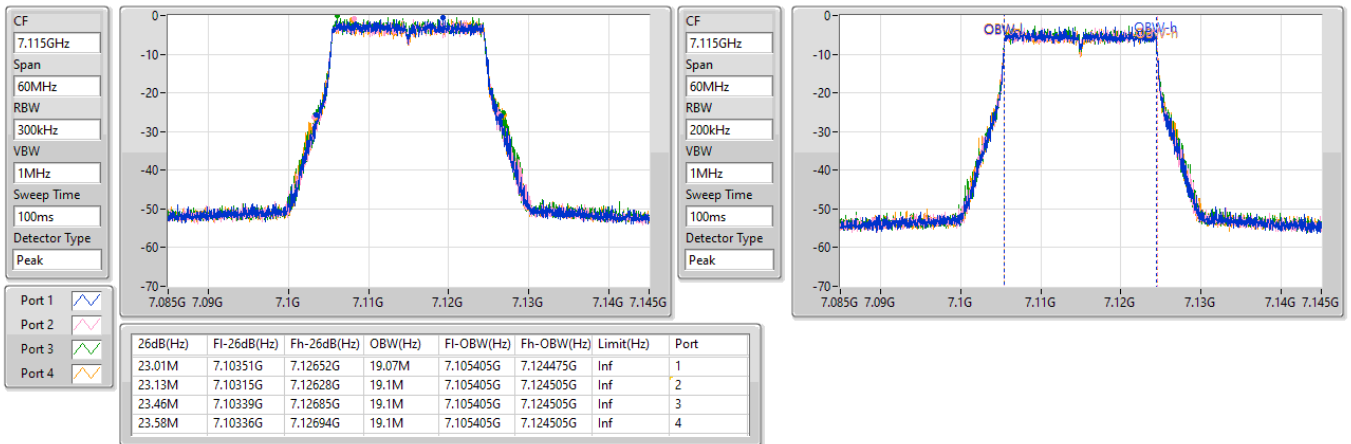 CF
7.115GHz
Span
60MHz
RBW
300kHz
VBW
1MHz
Sweep Time
100ms
Detector Type
Peak
0
-10
-20
-30
-40
-50
-60
-70
7.085G 7.09G 7.1G 7.11G 7.12G 7.13G 7.14G 7.145G
CF
7.115GHz
Span
60MHz
RBW
200kHz
VBW
1MHz
Sweep Time
100ms
Detector Type
Peak
0
-10
-20
-30
-40
-50
-60
-70
OBW-l OBW-h
7.085G 7.09G 7.1G 7.11G 7.12G 7.13G 7.14G 7.145G
Port 1
Port 2
Port 3
Port 4
26dB(Hz) Fl-26dB(Hz) Fh-26dB(Hz) OBW(Hz) Fl-OBW(Hz) Fh-OBW(Hz) Limit(Hz) Port
23.01M 7.10351G 7.12652G 19.07M 7.105405G 7.124475G Inf 1
23.13M 7.10315G 7.12628G 19.1M 7.105405G 7.124505G Inf 2
23.46M 7.10339G 7.12685G 19.1M 7.105405G 7.124505G Inf 3
23.58M 7.10336G 7.12694G 19.1M 7.105405G 7.124505G Inf 4